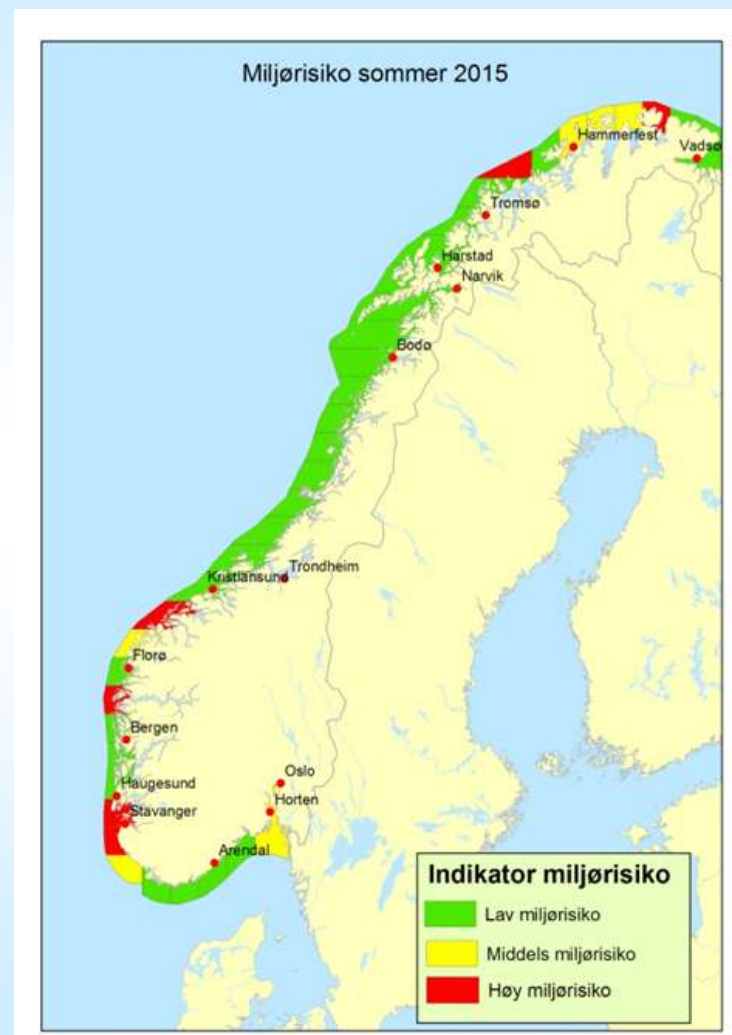 Miljørisiko sommer 2015
Hammerfest
Vadsø
Tromsø
Harstad
Narvik
Bodø
Trondheim
Kristiansund
Florø
Bergen
Oslo
Haugesund
Horten
Stavanger
Arendal
Indikator miljørisiko
Lav miljørisiko
Middels miljørisiko
Høy miljørisiko